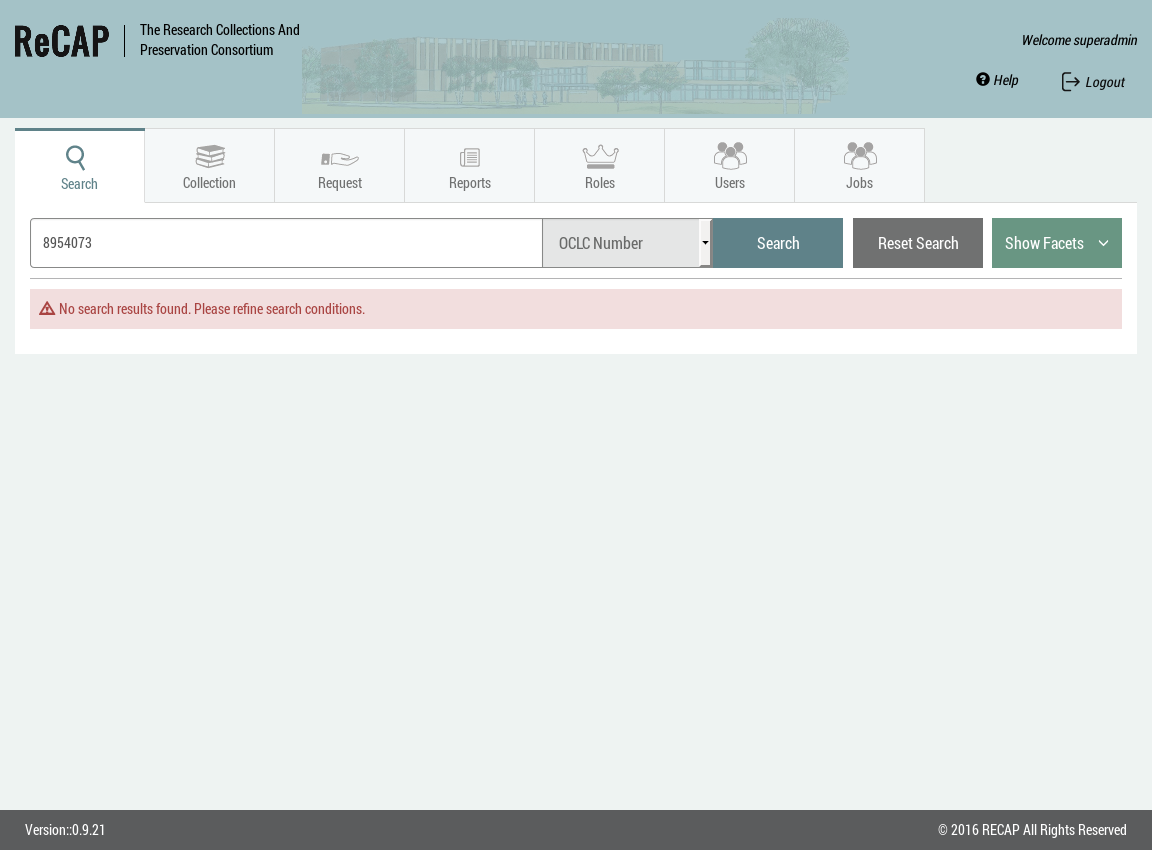 ReCAP
The Research Collections And
Preservation Consortium
Welcome superadmin
Help
Logout
Search
Collection
Request
Reports
Roles
Users
Jobs
8954073
OCLC Number
Search
Reset Search
Show Facets
No search results found. Please refine search conditions.
Version::0.9.21
© 2016 RECAP All Rights Reserved